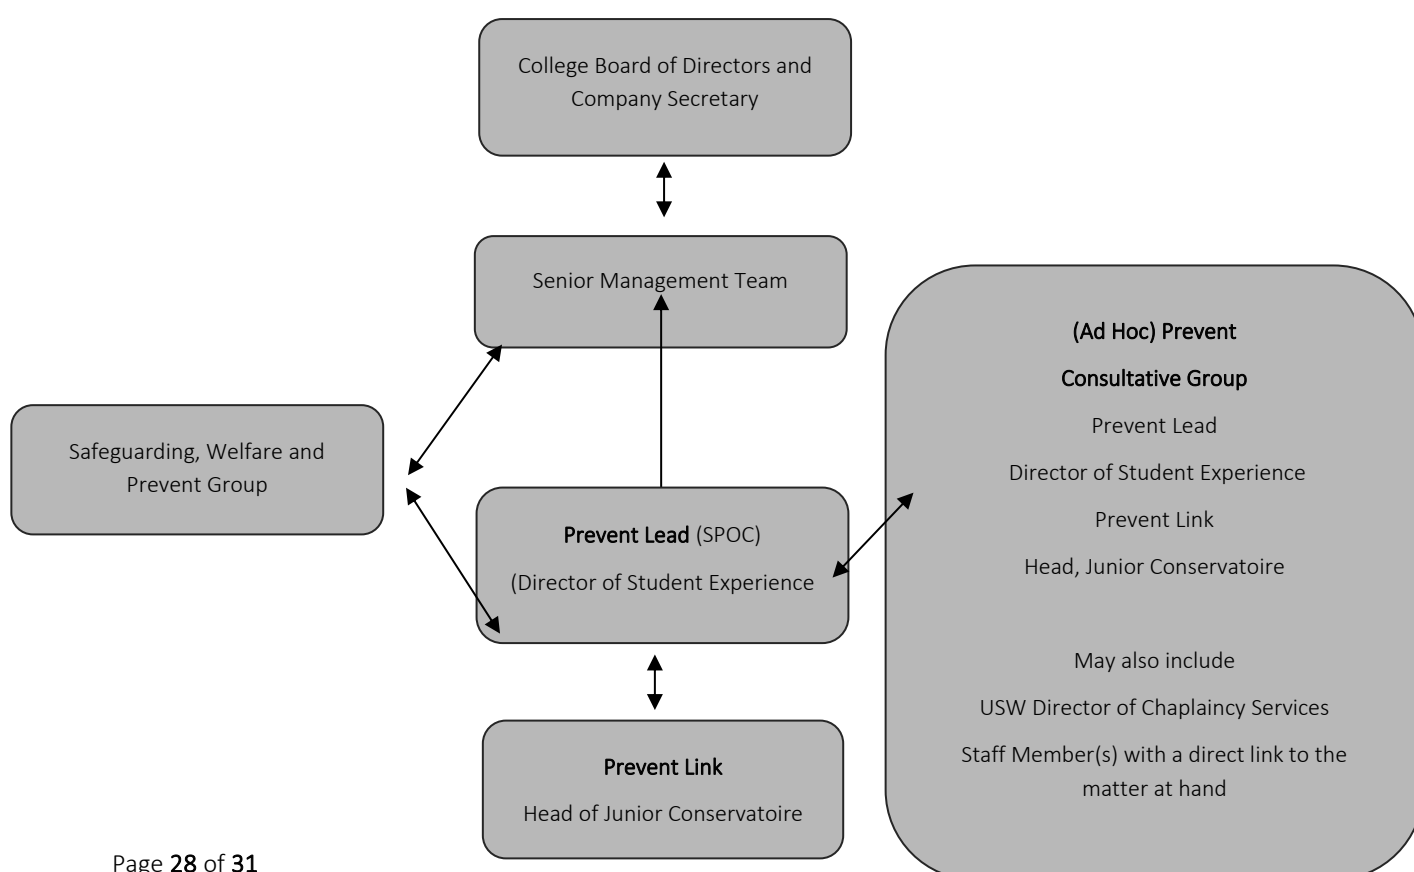 College Board of Directors and
Company Secretary
Senior Management Team
Safeguarding, Welfare and
Prevent Group
Prevent Lead (SPOC)
(Director of Student Experience
Prevent Link
Head of Junior Conservatoire
(Ad Hoc) Prevent
Consultative Group
Prevent Lead
Director of Student Experience
Prevent Link
Head, Junior Conservatoire
May also include
USW Director of Chaplaincy Services
Staff Member(s) with a direct link to the
matter at hand
Page 28 of 31